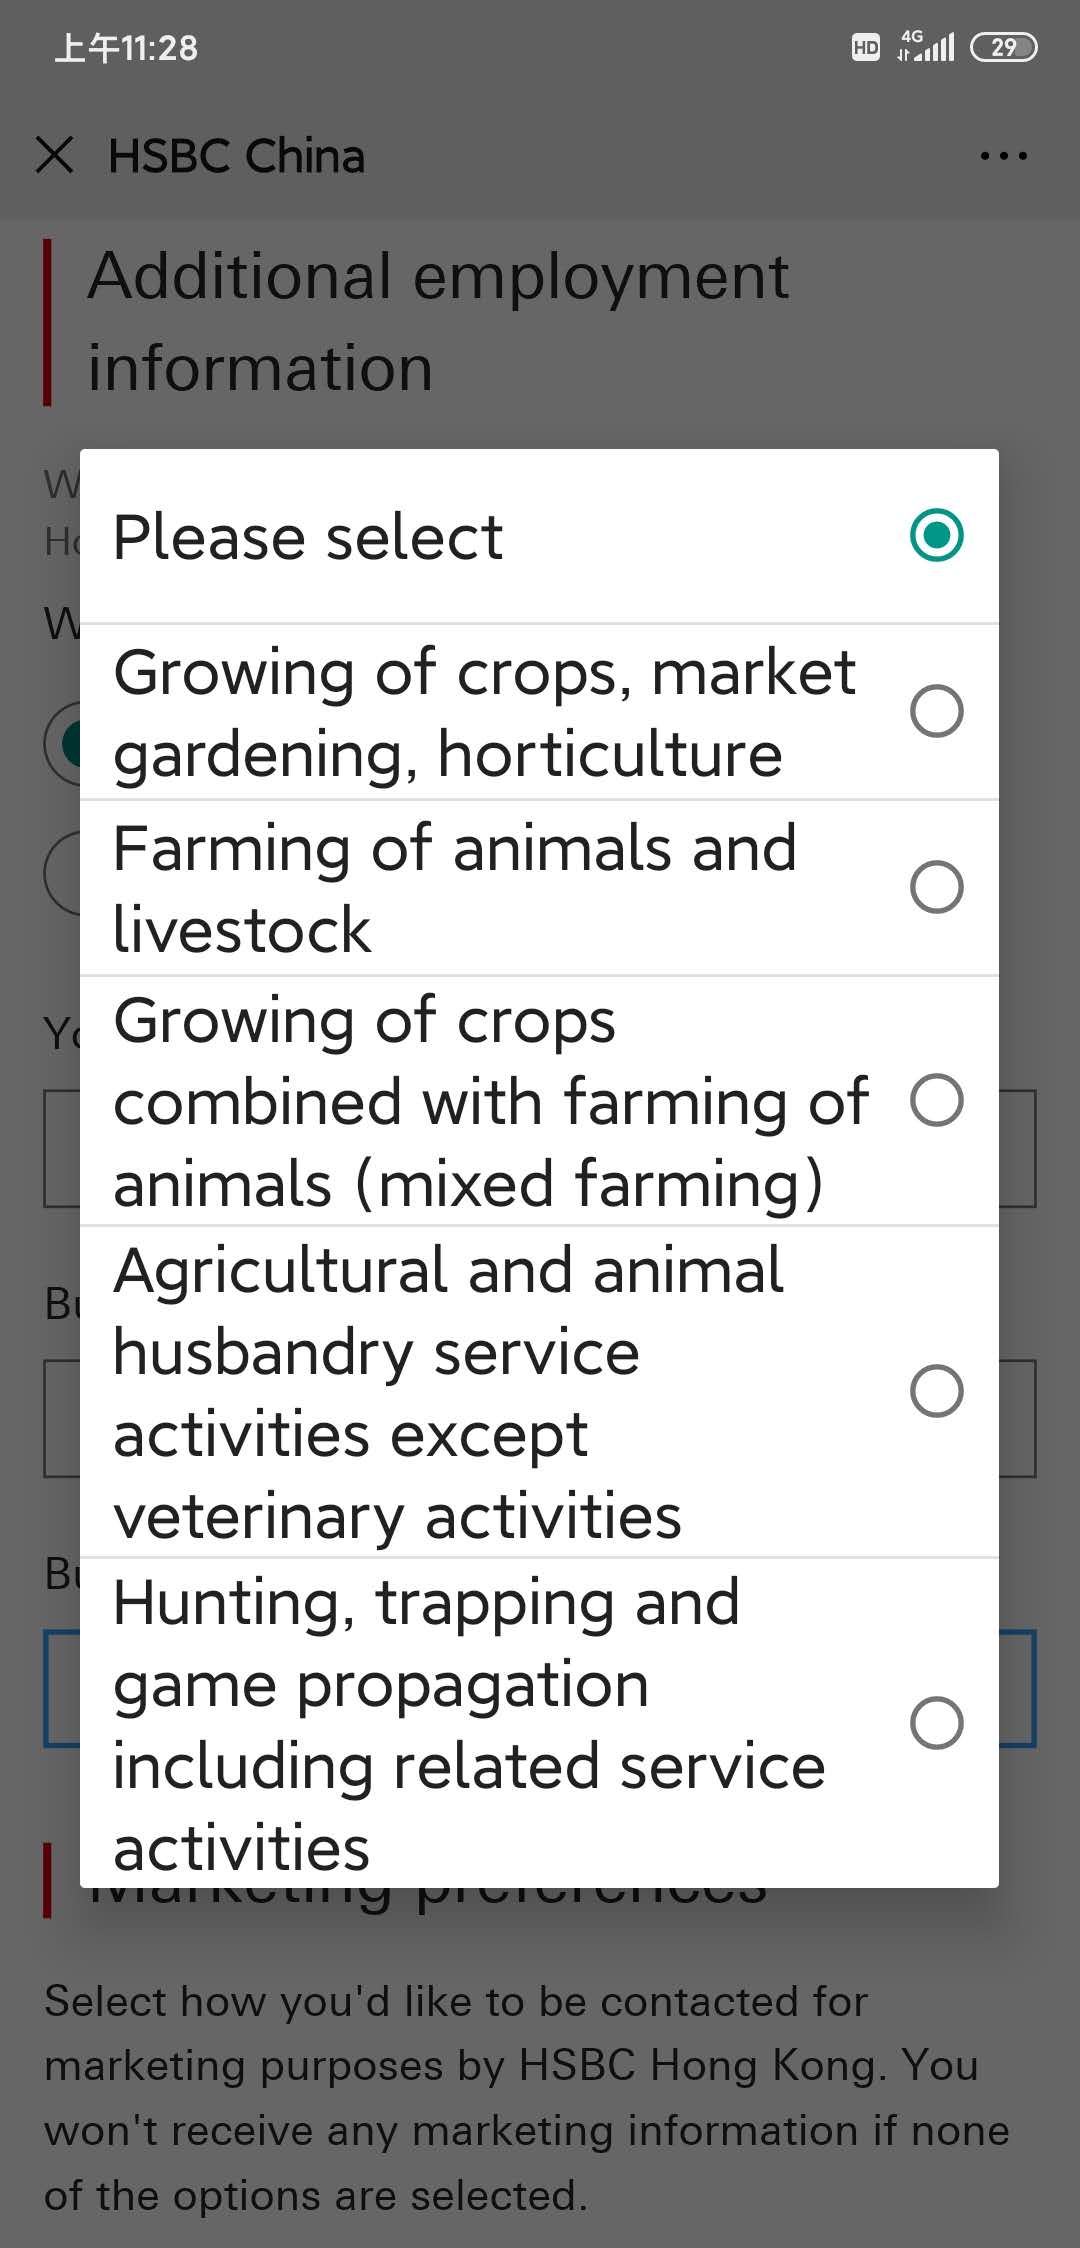 上午11:28
HD 4G 29
HSBC China
Additional employment
information
Please select
Growing of crops, market
gardening, horticulture
Farming of animals and
livestock
Growing of crops
combined with farming of
animals (mixed farming)
Agricultural and animal
husbandry service
activities except
veterinary activities
Hunting, trapping and
game propagation
including related service
activities
Marketing preferences
Select how you'd like to be contacted for
marketing purposes by HSBC Hong Kong. You
won't receive any marketing information if none
of the options are selected.